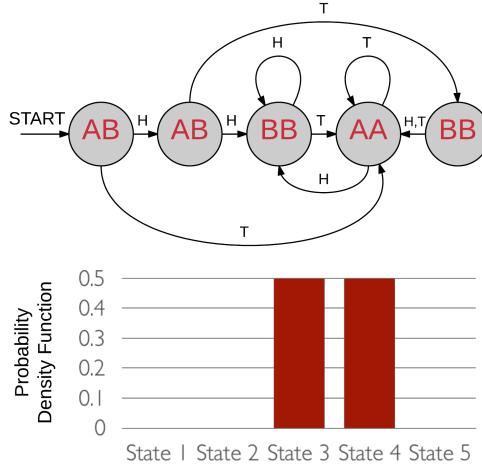 T
H
T
START
AB
H
AB
H
BB
T
AA
H,T
BB
H
T
Probability
Density Function
0.5
0.4
0.3
0.2
0.1
0
State 1
State 2
State 3
State 4
State 5